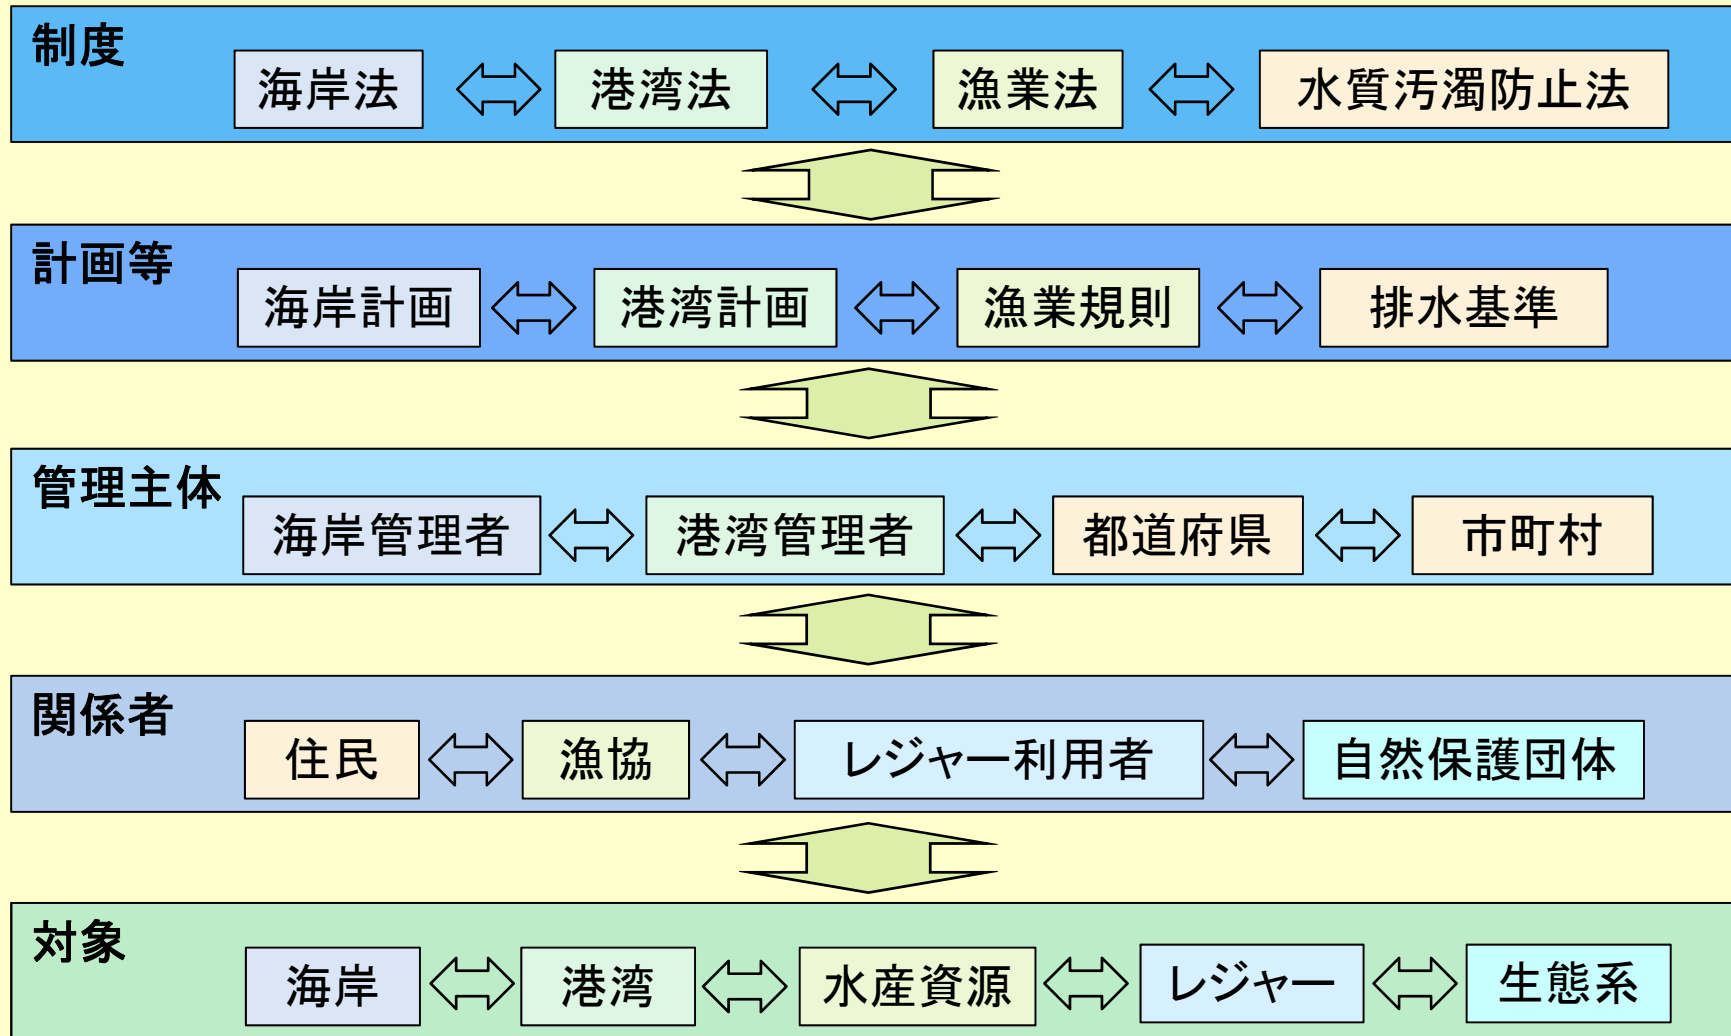 制度
海岸法 港湾法 漁業法 水質汚濁防止法
計画等
海岸計画 港湾計画 漁業規則 排水基準
管理主体
海岸管理者 港湾管理者 都道府県 市町村
関係者
住民 漁協 レジャー利用者 自然保護団体
対象
海岸 港湾 水産資源 レジャー 生態系